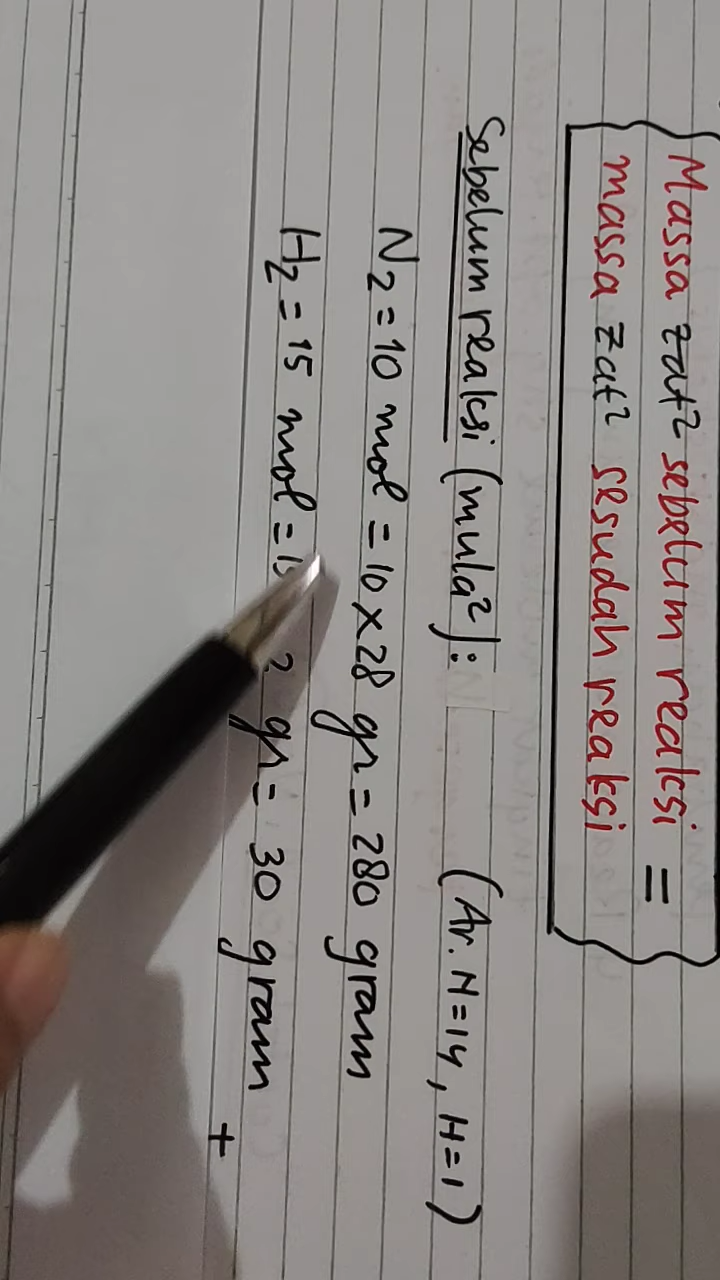 Massa zat² sebelum reaksi =
massa zat² sesudah reaksi
Sebelum reaksi (mula²): (Ar. N=14, H=1)
N₂ = 10 mol = 10 x 28 gr = 280 gram
H₂ = 15 mol = 2 gr = 30 gram
+